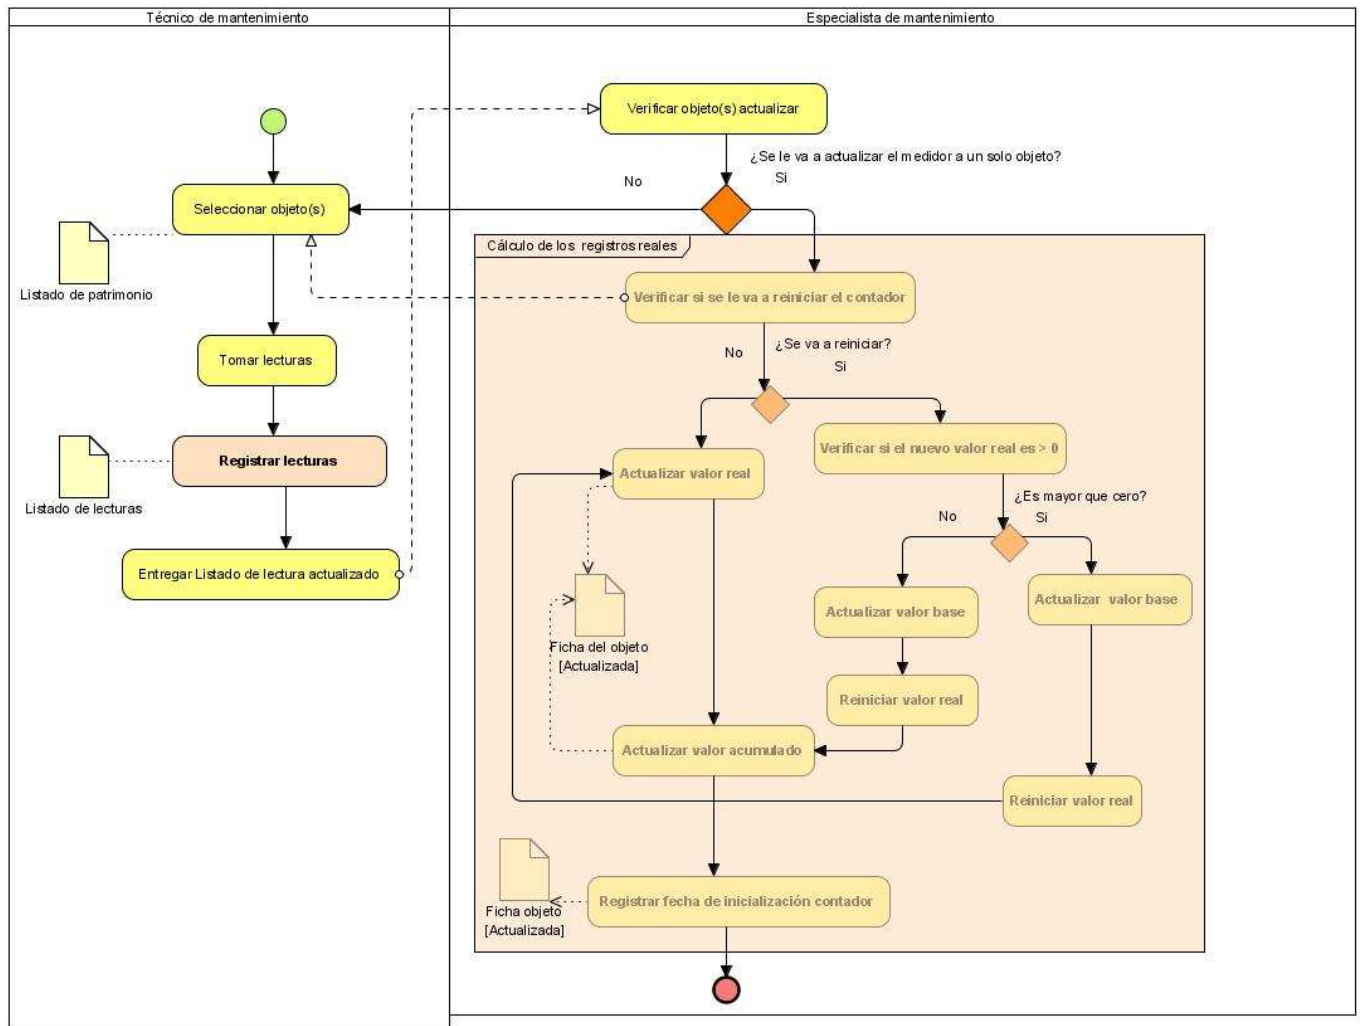 Técnico de mantenimiento
Especialista de mantenimiento
Verificar objeto(s) actualizar
¿Se le va a actualizar el medidor a un solo objeto?
No
Si
Seleccionar objeto(s)
Listado de patrimonio
Cálculo de los registros reales
Verificar si se le va a reiniciar el contador
Tomar lecturas
¿Se va a reiniciar?
No
Si
Registrar lecturas
Listado de lecturas
Actualizar valor real
Verificar si el nuevo valor real es > 0
¿Es mayor que cero?
No
Si
Entregar Listado de lectura actualizado
Actualizar valor base
Actualizar valor base
Ficha del objeto
[Actualizada]
Reiniciar valor real
Actualizar valor acumulado
Reiniciar valor real
Registrar fecha de inicialización contador
Ficha objeto
[Actualizada]